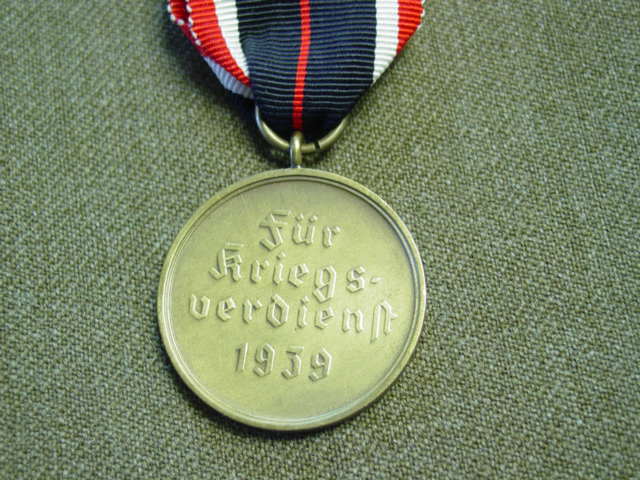 Für
Kriegs-
verdienst
1939